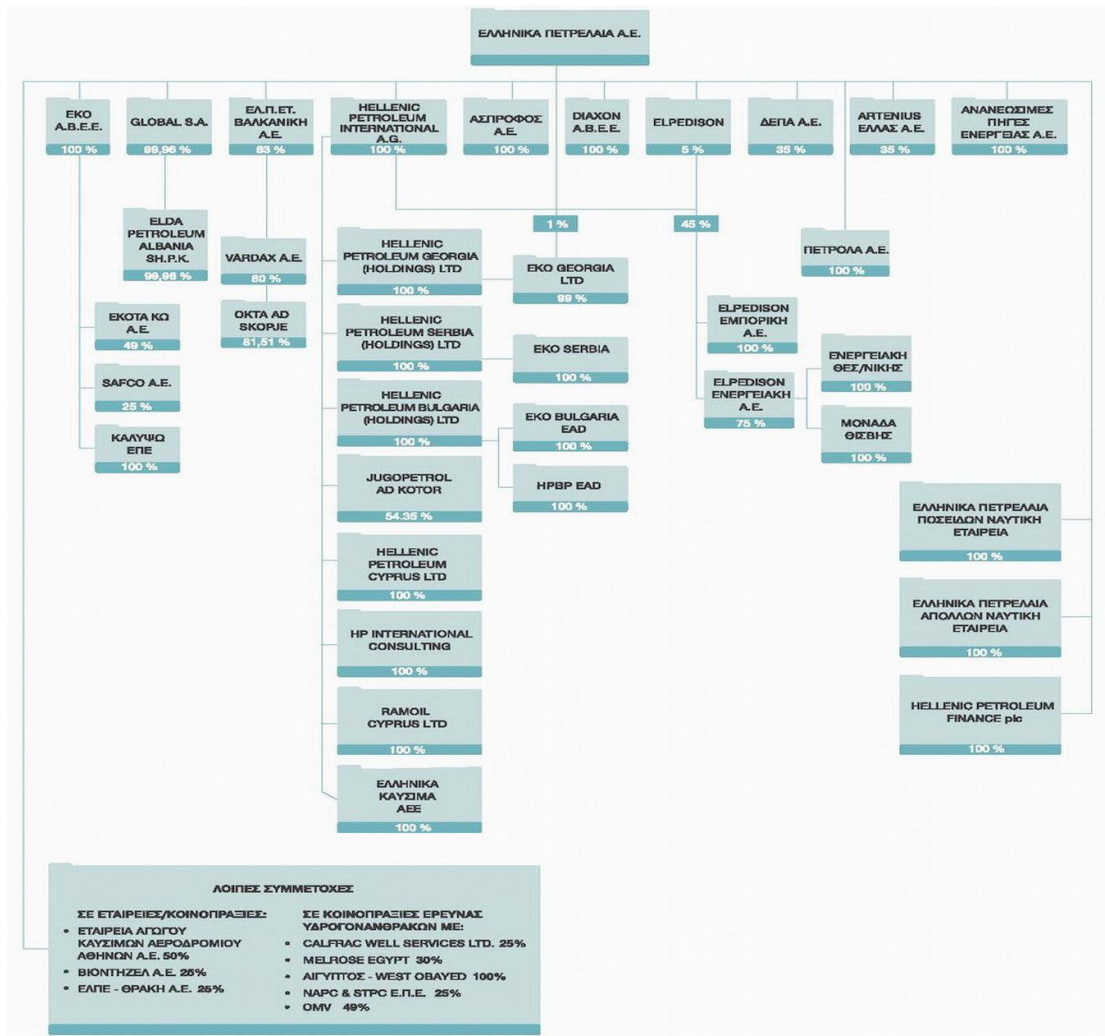 ΕΛΛΗΝΙΚΑ ΠΕΤΡΕΛΑΙΑ Α.Ε.
ΕΚΟ
Α.Β.Ε.Ε.
100 %
GLOBAL S.A.
99,96 %
ΕΛ.Π.ΕΤ.
ΒΑΛΚΑΝΙΚΗ
Α.Ε.
63 %
HELLENIC
PETROLEUM
INTERNATIONAL
A.G.
100 %
ΑΣΠΡΟΦΟΣ
Α.Ε.
100 %
DIAXON
Α.Β.Ε.Ε.
100 %
ELPEDISON
5 %
ΔΕΠΑ Α.Ε.
35 %
ARTENIUS
ΕΛΛΑΣ Α.Ε.
35 %
ΑΝΑΝΕΩΣΙΜΕΣ
ΠΗΓΕΣ
ΕΝΕΡΓΕΙΑΣ Α.Ε.
100 %
1 %
45 %
ELDA
PETROLEUM
ALBANIA
SH.P.K.
99,96 %
VARDAX Α.Ε.
80 %
ΟΚΤΑ AD
SKOPJE
81,51 %
ΕΚΟΤΑ ΚΩ
Α.Ε.
49 %
SAFCO Α.Ε.
25 %
ΚΑΛΥΨΩ
ΕΠΕ
100 %
HELLENIC
PETROLEUM GEORGIA
(HOLDINGS) LTD
100 %
EKO GEORGIA
LTD
99 %
HELLENIC
PETROLEUM SERBIA
(HOLDINGS) LTD
100 %
EKO SERBIA
100 %
HELLENIC
PETROLEUM BULGARIA
(HOLDINGS) LTD
100 %
EKO BULGARIA
EAD
100 %
HPBP EAD
100 %
JUGOPETROL
AD KOTOR
54.35 %
HELLENIC
PETROLEUM
CYPRUS LTD
100 %
HP INTERNATIONAL
CONSULTING
100 %
RAMOIL
CYPRUS LTD
100 %
ΕΛΛΗΝΙΚΑ
ΚΑΥΣΙΜΑ
ΑΕΕ
100 %
ΠΕΤΡΟΛΑ Α.Ε.
100 %
ELPEDISON
ΕΜΠΟΡΙΚΗ
Α.Ε.
100 %
ELPEDISON
ΕΝΕΡΓΕΙΑΚΗ
Α.Ε.
75 %
ΕΝΕΡΓΕΙΑΚΗ
ΘΕΣ/ΝΙΚΗΣ
100 %
ΜΟΝΑΔΑ
ΘΙΣΒΗΣ
100 %
ΕΛΛΗΝΙΚΑ ΠΕΤΡΕΛΑΙΑ
ΠΟΣΕΙΔΩΝ ΝΑΥΤΙΚΗ
ΕΤΑΙΡΕΙΑ
100 %
ΕΛΛΗΝΙΚΑ ΠΕΤΡΕΛΑΙΑ
ΑΠΟΛΛΩΝ ΝΑΥΤΙΚΗ
ΕΤΑΙΡΕΙΑ
100 %
HELLENIC PETROLEUM
FINANCE plc
100 %
ΛΟΙΠΕΣ ΣΥΜΜΕΤΟΧΕΣ
ΣΕ ΕΤΑΙΡΕΙΕΣ/ΚΟΙΝΟΠΡΑΞΙΕΣ:
• ΕΤΑΙΡΕΙΑ ΑΓΩΓΟΥ
ΚΑΥΣΙΜΩΝ ΑΕΡΟΔΡΟΜΙΟΥ
ΑΘΗΝΩΝ Α.Ε. 50%
• ΒΙΟΝΤΗΖΕΛ Α.Ε. 25%
• ΕΛΠΕ - ΘΡΑΚΗ Α.Ε. 25%
ΣΕ ΚΟΙΝΟΠΡΑΞΙΕΣ ΕΡΕΥΝΑΣ
ΥΔΡΟΓΟΝΑΝΘΡΑΚΩΝ ΜΕ:
• CALFRAC WELL SERVICES LTD. 25%
• MELROSE EGYPT 30%
• ΑΙΓΥΠΤΟΣ - WEST OBAYED 100%
• NAPC & STPC Ε.Π.Ε. 25%
• OMV 49%